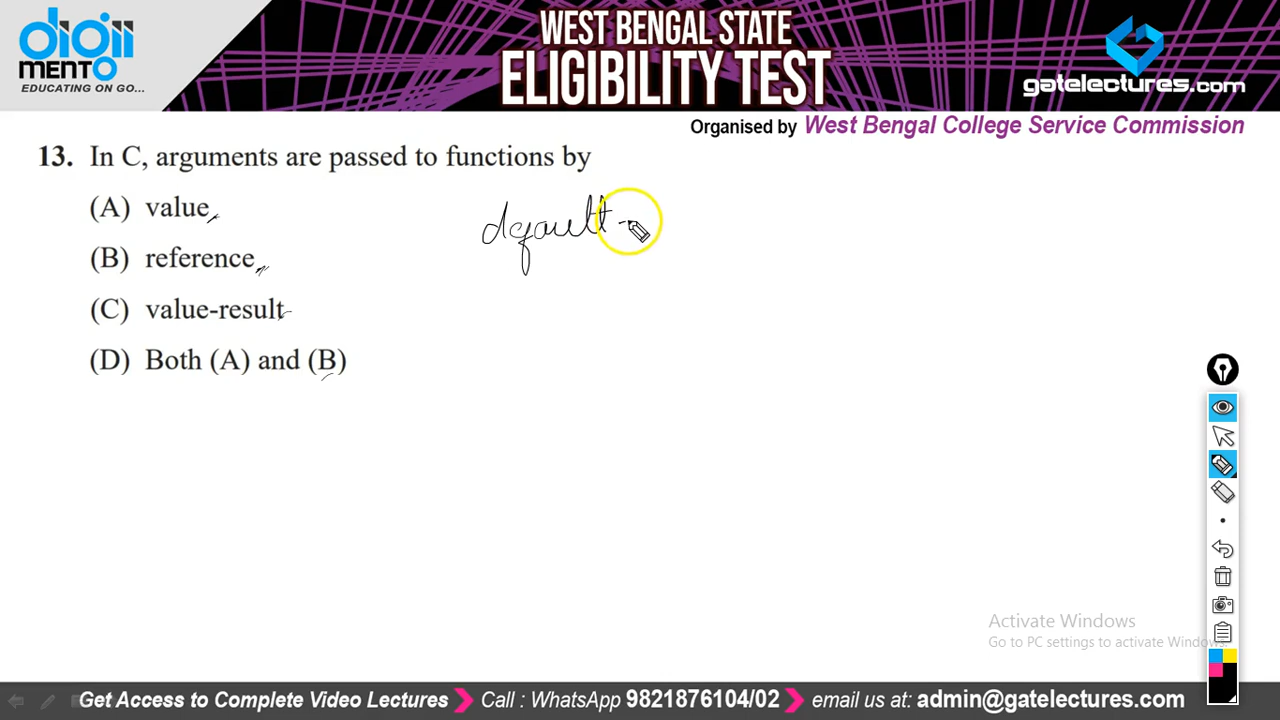 digii
MENTO
EDUCATING ON GO...
WEST BENGAL STATE
ELIGIBILITY TEST
gatelectures.com
Organised by West Bengal College Service Commission
13. In C, arguments are passed to functions by
(A) value
(B) reference
(C) value-result
(D) Both (A) and (B)
default -
Activate Windows
Go to PC settings to activate Windows.
Get Access to Complete Video Lectures Call : WhatsApp 9821876104/02 email us at: admin@gatelectures.com